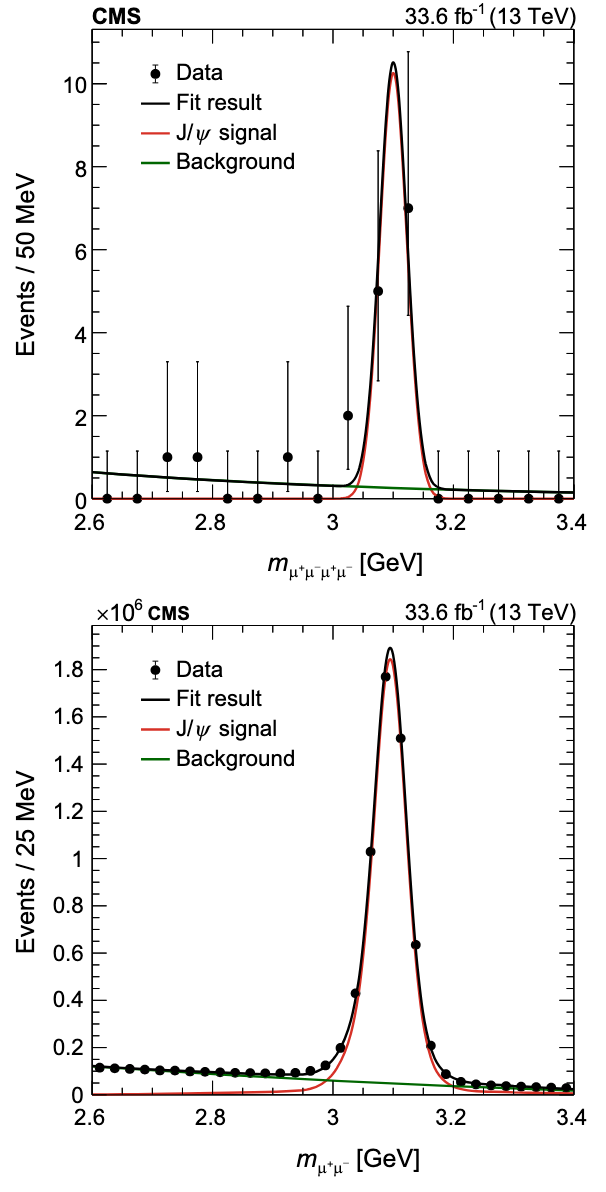 CMS 33.6 fb⁻¹ (13 TeV)
Data
Fit result
J/ψ signal
Background
Events / 50 MeV
10
8
6
4
2
0
2.6 2.8 3 3.2 3.4
m_{μ⁺μ⁻μ⁺μ⁻} [GeV]
×10⁶ CMS 33.6 fb⁻¹ (13 TeV)
Data
Fit result
J/ψ signal
Background
Events / 25 MeV
1.8
1.6
1.4
1.2
1
0.8
0.6
0.4
0.2
0
2.6 2.8 3 3.2 3.4
m_{μ⁺μ⁻} [GeV]